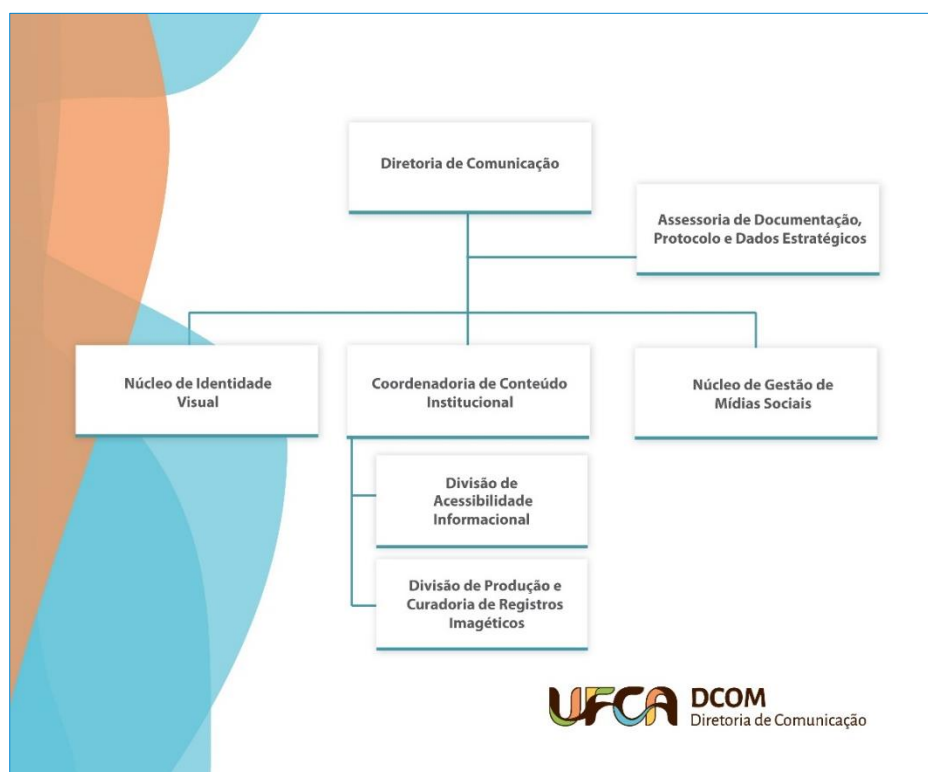 Diretoria de Comunicação
Assessoria de Documentação,
Protocolo e Dados Estratégicos
Núcleo de Identidade
Visual
Coordenadoria de Conteúdo
Institucional
Núcleo de Gestão de
Mídias Sociais
Divisão de
Acessibilidade
Informacional
Divisão de Produção e
Curadoria de Registros
Imagéticos
UFCA DCOM
Diretoria de Comunicação